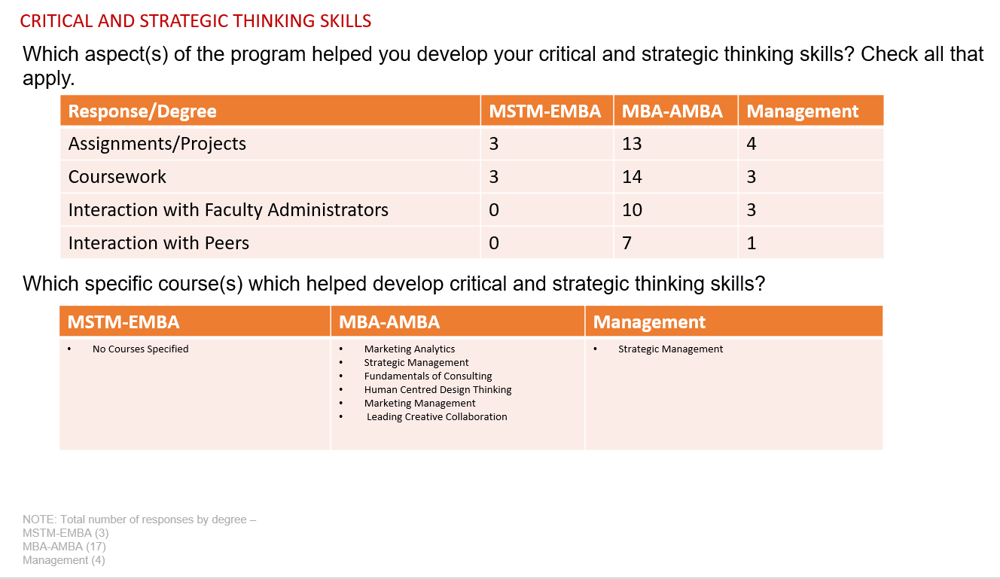 CRITICAL AND STRATEGIC THINKING SKILLS
Which aspect(s) of the program helped you develop your critical and strategic thinking skills? Check all that
apply.
Response/Degree MSTM-EMBA MBA-AMBA Management
Assignments/Projects 3 13 4
Coursework 3 14 3
Interaction with Faculty Administrators 0 10 3
Interaction with Peers 0 7 1
Which specific course(s) which helped develop critical and strategic thinking skills?
MSTM-EMBA MBA-AMBA Management
• No Courses Specified • Marketing Analytics • Strategic Management
• Strategic Management
• Fundamentals of Consulting
• Human Centred Design Thinking
• Marketing Management
• Leading Creative Collaboration
NOTE: Total number of responses by degree –
MSTM-EMBA (3)
MBA-AMBA (17)
Management (4)